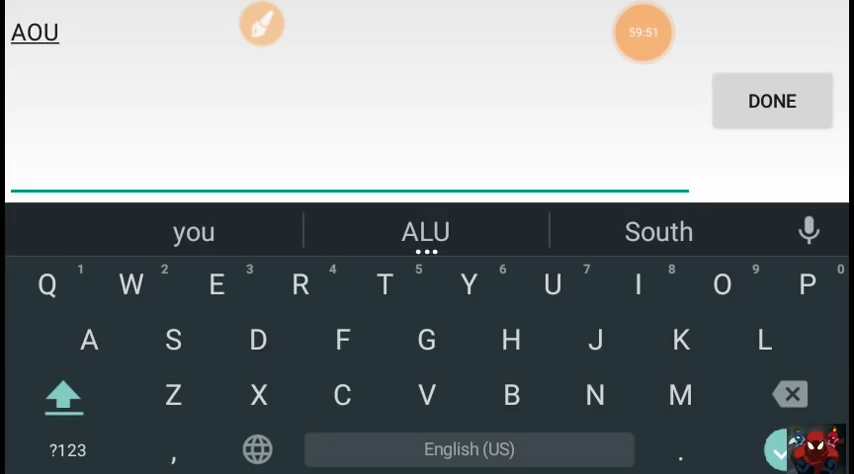 AOU
59:51
DONE
you ALU South
Q 1 W 2 E 3 R 4 T 5 Y 6 U 7 I 8 O 9 P 0
A S D F G H J K L
Z X C V B N M
?123 , English (US) .